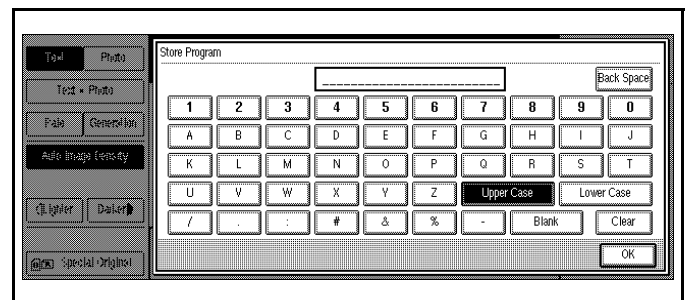 Text Photo
Text • Photo
Pale Generation
Auto Image Density
Lighter Darker
Special Original
Store Program
Back Space
1 2 3 4 5 6 7 8 9 0
A B C D E F G H I J
K L M N O P Q R S T
U V W X Y Z Upper Case Lower Case
/ . : # & % - Blank Clear
OK